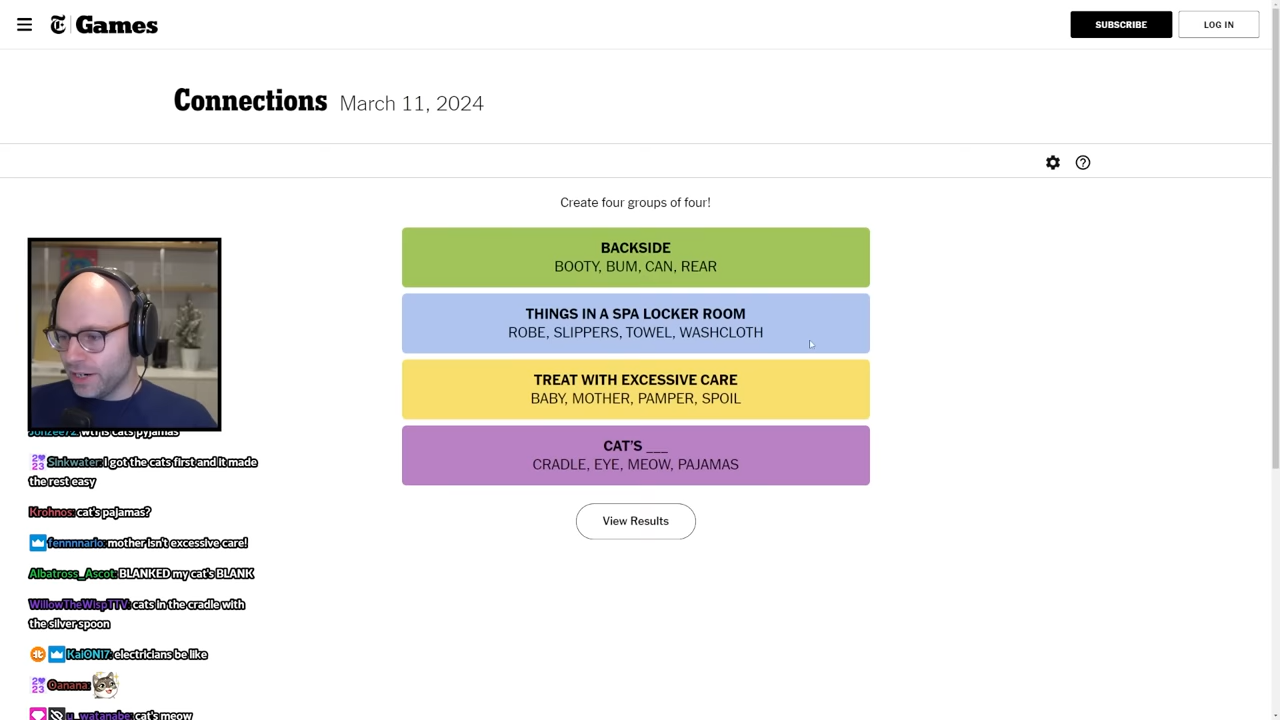 T Games
SUBSCRIBE
LOG IN
Connections March 11, 2024
Create four groups of four!
BACKSIDE
BOOTY, BUM, CAN, REAR
THINGS IN A SPA LOCKER ROOM
ROBE, SLIPPERS, TOWEL, WASHCLOTH
TREAT WITH EXCESSIVE CARE
BABY, MOTHER, PAMPER, SPOIL
CAT'S ___
CRADLE, EYE, MEOW, PAJAMAS
View Results
Jonzee72: wtf is cats pyjamas
Sinkwater: I got the cats first and it made
the rest easy
Krohnos: cat's pajamas?
fennnnario: mother isn't excessive care!
Albatross_Ascot: BLANKED my cat's BLANK
WillowTheWispTTV: cats in the cradle with
the silver spoon
KaiONI7: electricians be like
Oanana:
u_watanabe: cat's meow